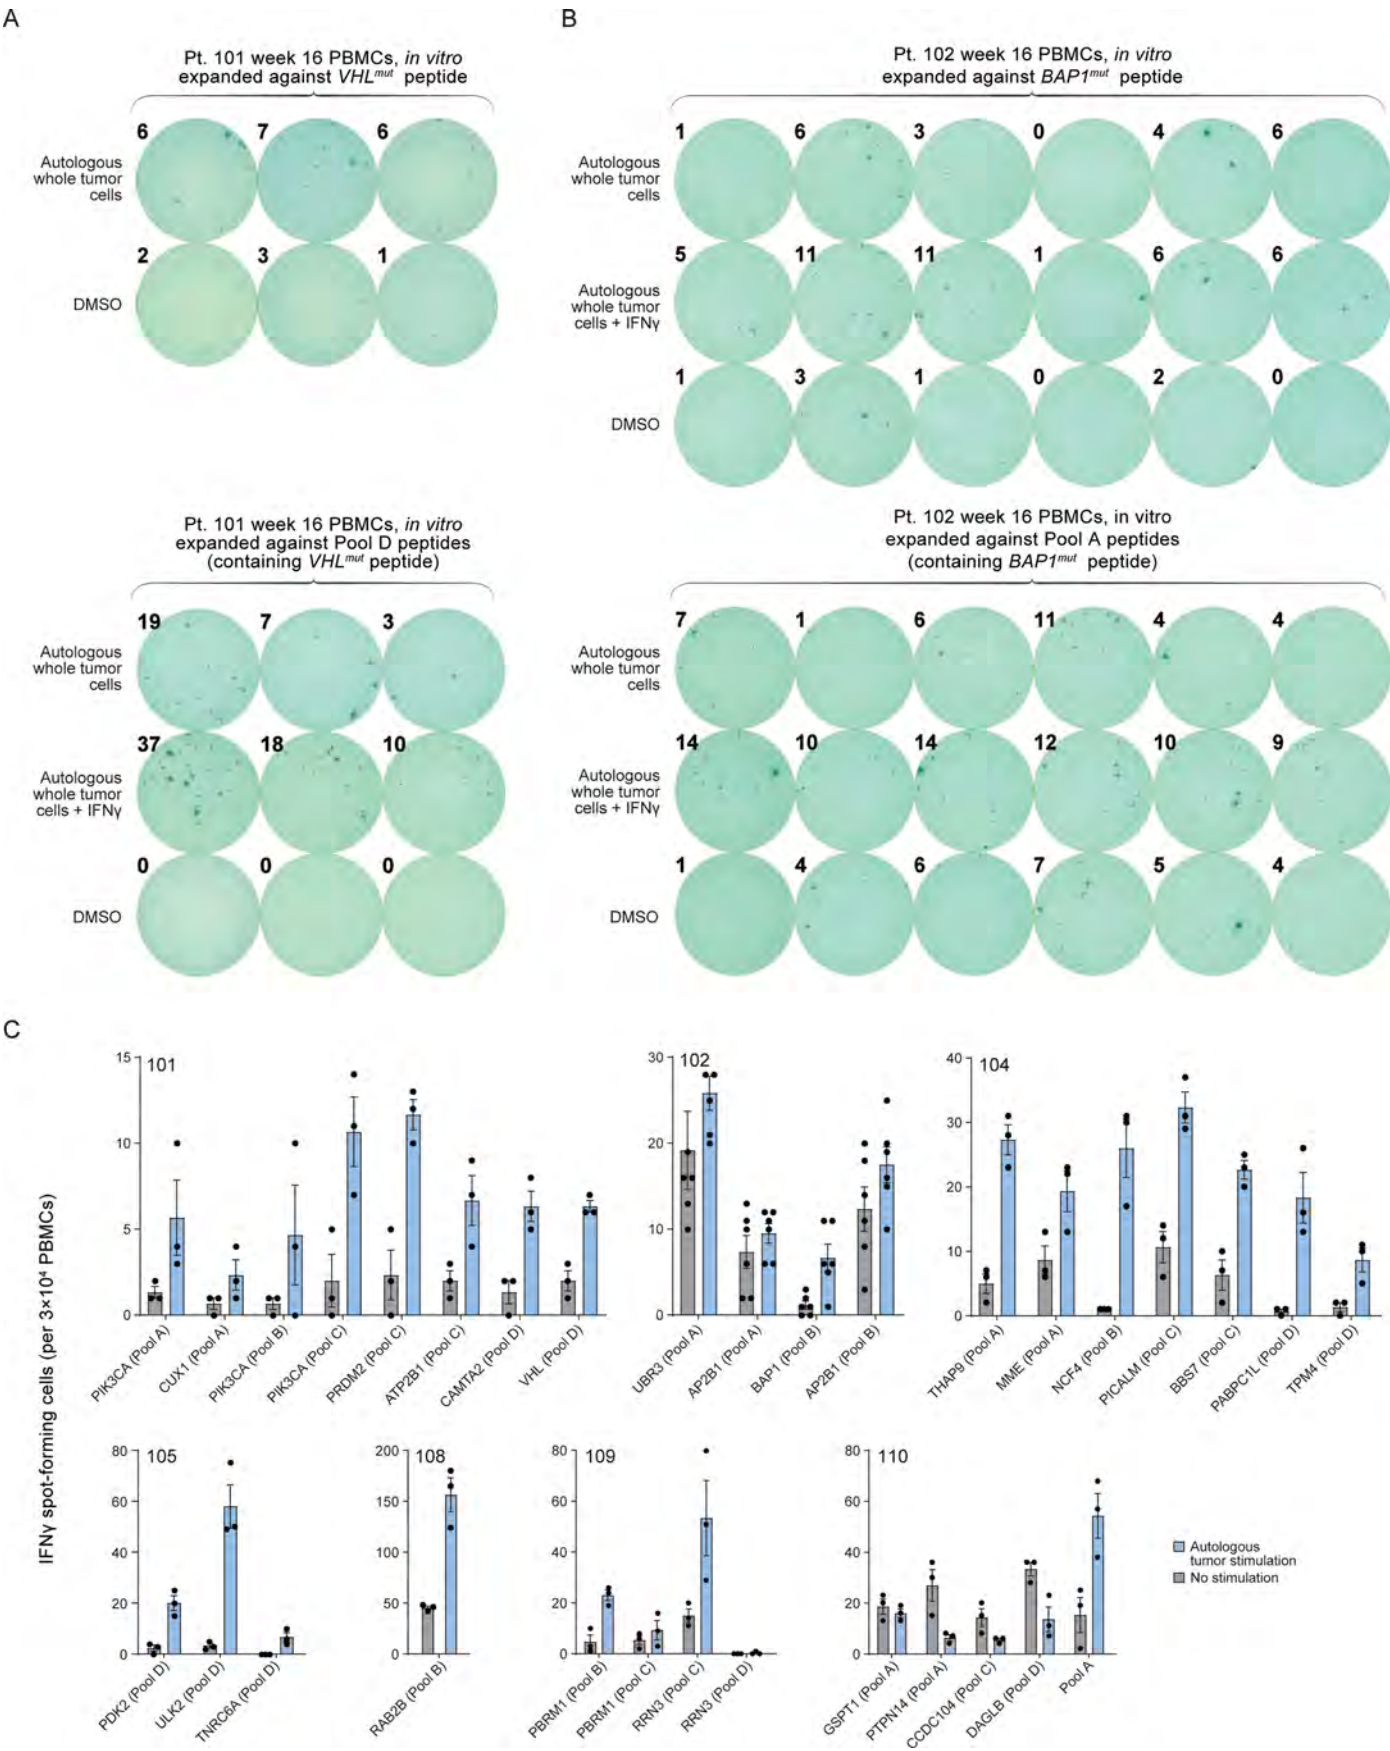 A
Pt. 101 week 16 PBMCs, in vitro
expanded against VHLmut peptide
6 7 6
Autologous
whole tumor
cells
2 3 1
DMSO
Pt. 101 week 16 PBMCs, in vitro
expanded against Pool D peptides
(containing VHLmut peptide)
19 7 3
Autologous
whole tumor
cells
37 18 10
Autologous
whole tumor
cells + IFNγ
0 0 0
DMSO
B
Pt. 102 week 16 PBMCs, in vitro
expanded against BAP1mut peptide
1 6 3 0 4 6
Autologous
whole tumor
cells
5 11 11 1 6 6
Autologous
whole tumor
cells + IFNγ
1 3 1 0 2 0
DMSO
Pt. 102 week 16 PBMCs, in vitro
expanded against Pool A peptides
(containing BAP1mut peptide)
7 1 6 11 4 4
Autologous
whole tumor
cells
14 10 14 12 10 9
Autologous
whole tumor
cells + IFNγ
1 4 6 7 5 4
DMSO
C
IFNγ spot-forming cells (per 3×10⁴ PBMCs)
101
15
10
5
0
PIK3CA (Pool A)
CUX1 (Pool A)
PIK3CA (Pool B)
PIK3CA (Pool C)
PRDM2 (Pool C)
ATP2B1 (Pool C)
CAMTA2 (Pool D)
VHL (Pool D)
102
30
20
10
0
UBR3 (Pool A)
AP2B1 (Pool A)
BAP1 (Pool B)
AP2B1 (Pool B)
104
40
30
20
10
0
THAP9 (Pool A)
MME (Pool A)
NCF4 (Pool B)
PICALM (Pool C)
BBS7 (Pool C)
PABPC1L (Pool D)
TPM4 (Pool D)
105
80
60
40
20
0
PDK2 (Pool D)
ULK2 (Pool D)
TNRC6A (Pool D)
108
200
150
100
50
0
RAB2B (Pool B)
109
80
60
40
20
0
PBRM1 (Pool B)
PBRM1 (Pool C)
RRN3 (Pool C)
RRN3 (Pool D)
110
80
60
40
20
0
GSPT1 (Pool A)
PTPN14 (Pool A)
CCDC104 (Pool C)
DAGLB (Pool D)
Pool A
Autologous
tumor stimulation
No stimulation